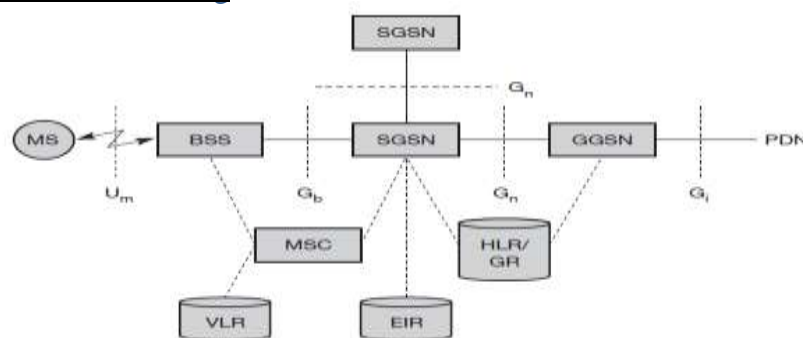 SGSN
Gn
MS
BSS
SGSN
GGSN
PDN
Um
Gb
Gn
Gi
MSC
HLR/
GR
VLR
EIR